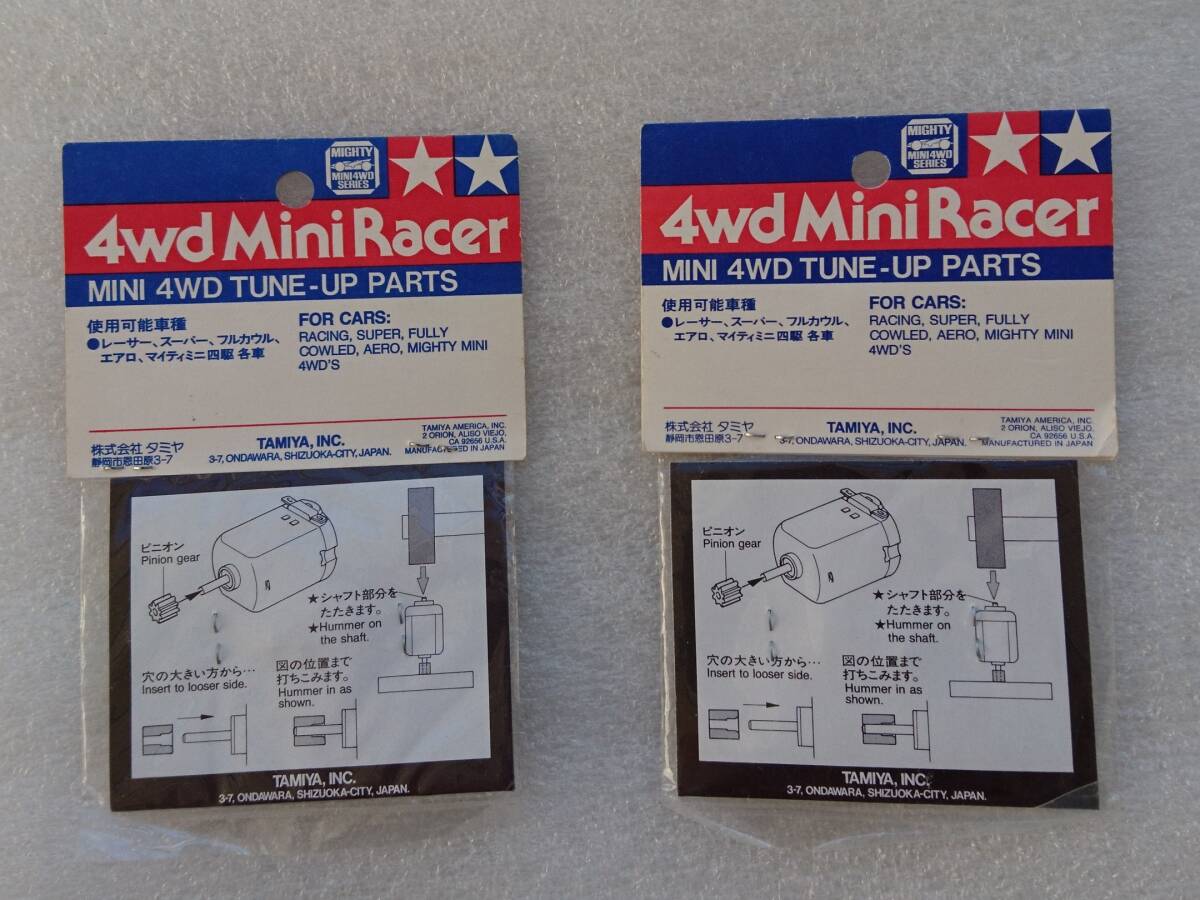 MIGHTY
MINI4WD
SERIES
4wd Mini Racer
MINI 4WD TUNE-UP PARTS
使用可能車種
●レーサー、スーパー、フルカウル、
エアロ、マイティミニ四駆 各車
FOR CARS:
RACING, SUPER, FULLY
COWLED, AERO, MIGHTY MINI
4WD'S
株式会社 タミヤ
静岡市恩田原3-7
TAMIYA, INC.
3-7, ONDAWARA, SHIZUOKA-CITY, JAPAN.
TAMIYA AMERICA, INC.
2 ORION, ALISO VIEJO,
CA 92656 U.S.A.
MANUFACTURED IN JAPAN
ピニオン
Pinion gear
★シャフト部分を
たたきます。
★Hummer on
the shaft.
穴の大きい方から…
Insert to looser side.
図の位置まで
打ちこみます。
Hummer in as
shown.
TAMIYA, INC.
3-7, ONDAWARA, SHIZUOKA-CITY, JAPAN.
MIGHTY
MINI4WD
SERIES
4wd Mini Racer
MINI 4WD TUNE-UP PARTS
使用可能車種
●レーサー、スーパー、フルカウル、
エアロ、マイティミニ四駆 各車
FOR CARS:
RACING, SUPER, FULLY
COWLED, AERO, MIGHTY MINI
4WD'S
株式会社 タミヤ
静岡市恩田原3-7
TAMIYA, INC.
3-7, ONDAWARA, SHIZUOKA-CITY, JAPAN.
TAMIYA AMERICA, INC.
2 ORION, ALISO VIEJO,
CA 92656 U.S.A.
MANUFACTURED IN JAPAN
ピニオン
Pinion gear
★シャフト部分を
たたきます。
★Hummer on
the shaft.
穴の大きい方から…
Insert to looser side.
図の位置まで
打ちこみます。
Hummer in as
shown.
TAMIYA, INC.
3-7, ONDAWARA, SHIZUOKA-CITY, JAPAN.